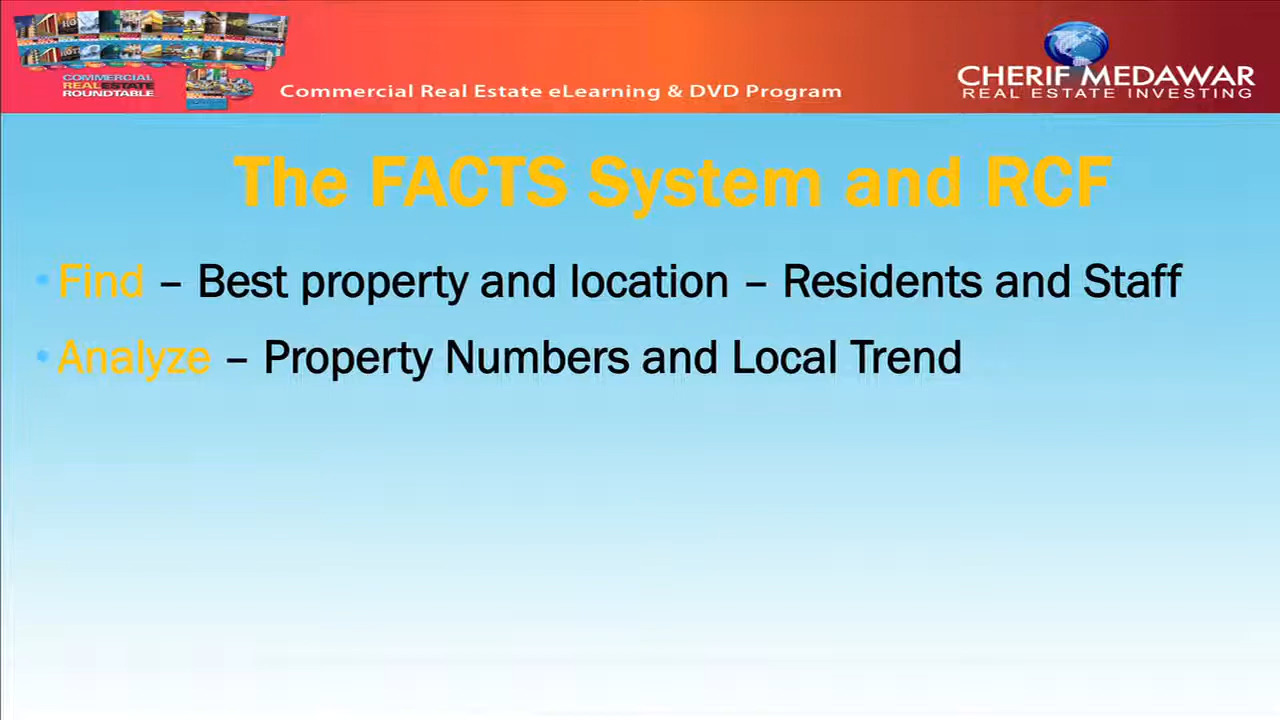 COMMERCIAL
REAL ESTATE
ROUNDTABLE
Commercial Real Estate eLearning & DVD Program
CHERIF MEDAWAR
REAL ESTATE INVESTING
The FACTS System and RCF
• Find – Best property and location – Residents and Staff
• Analyze – Property Numbers and Local Trend